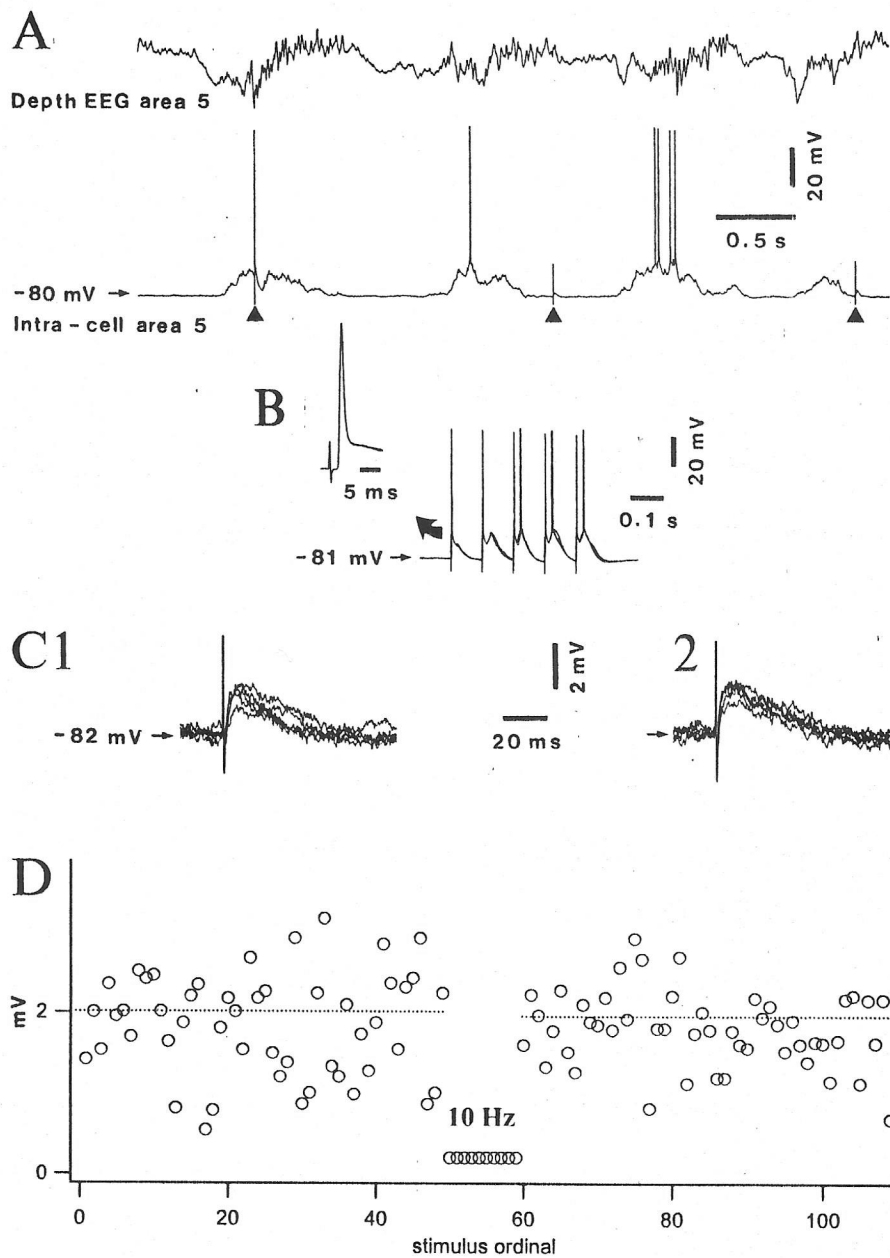 A
Depth EEG area 5
20 mV
0.5 s
-80 mV
Intra-cell area 5
B
5 ms
20 mV
0.1 s
-81 mV
C1
2 mV
2
-82 mV
20 ms
D
mV
2
10 Hz
0
0 20 40 60 80 100
stimulus ordinal